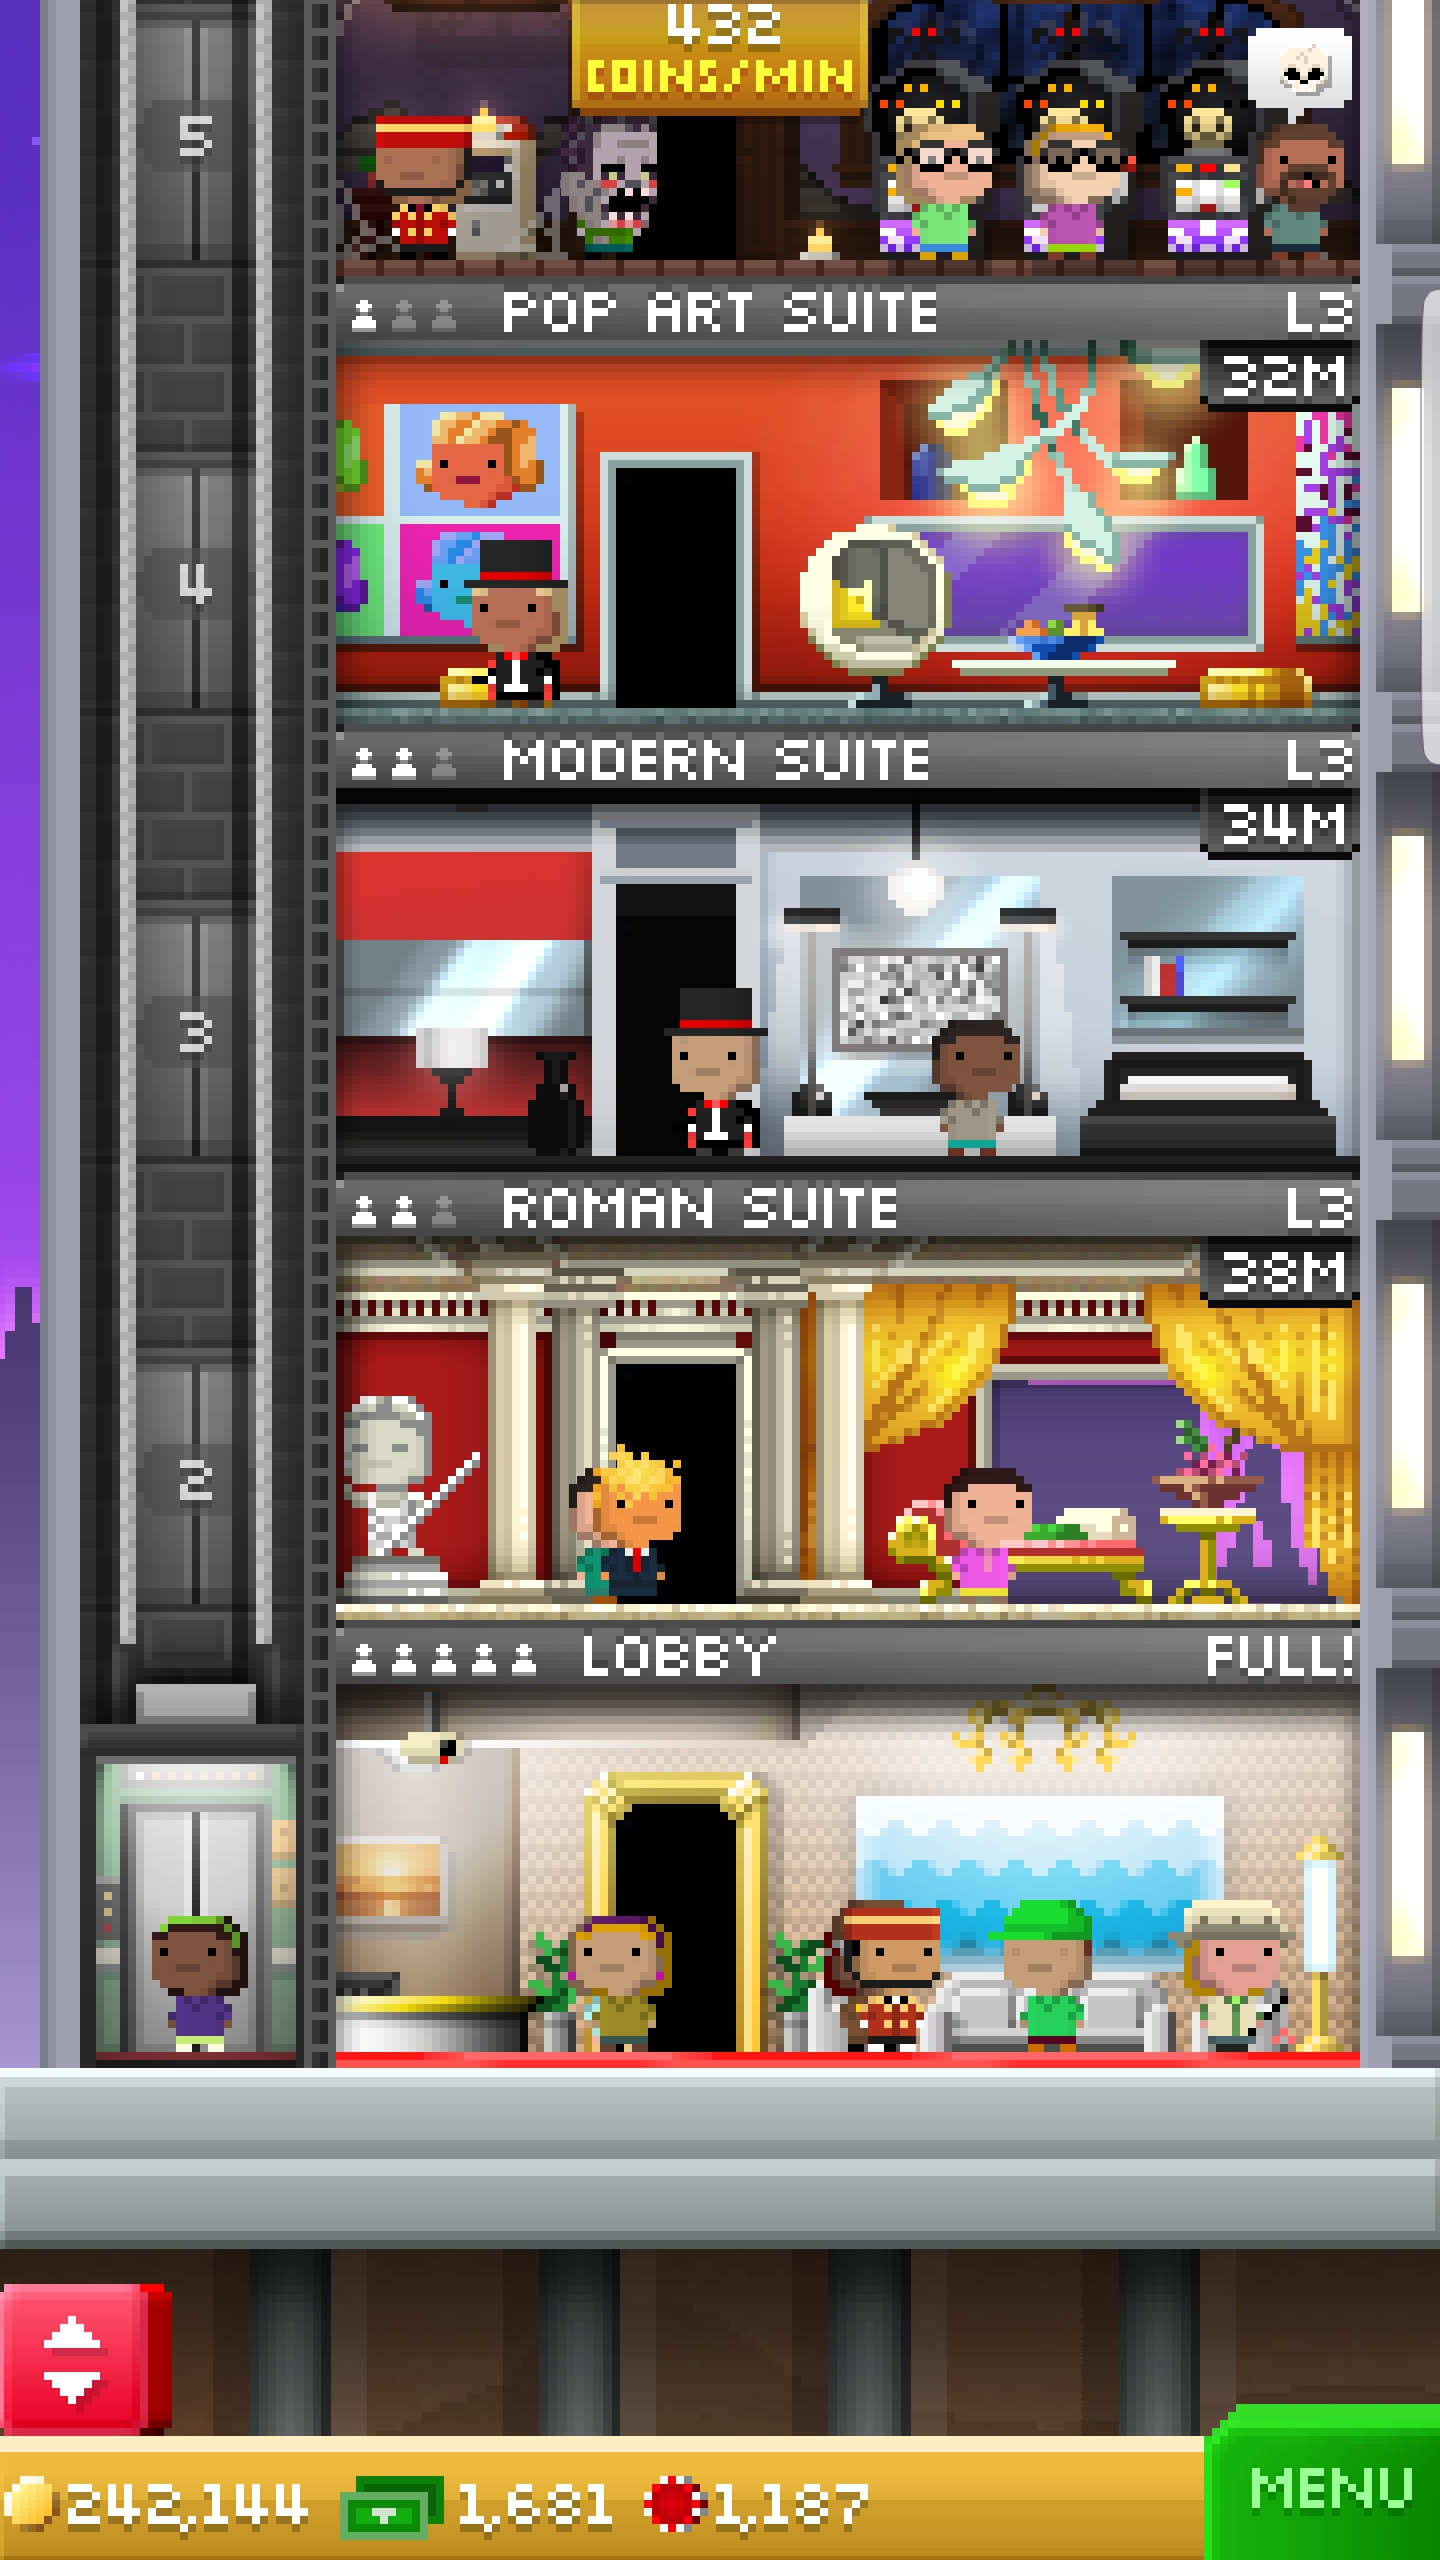 432
COINS/MIN
5
POP ART SUITE L3
32M
4
MODERN SUITE L3
34M
3
ROMAN SUITE L3
38M
2
LOBBY FULL!
242,144 1,681 1,187
MENU